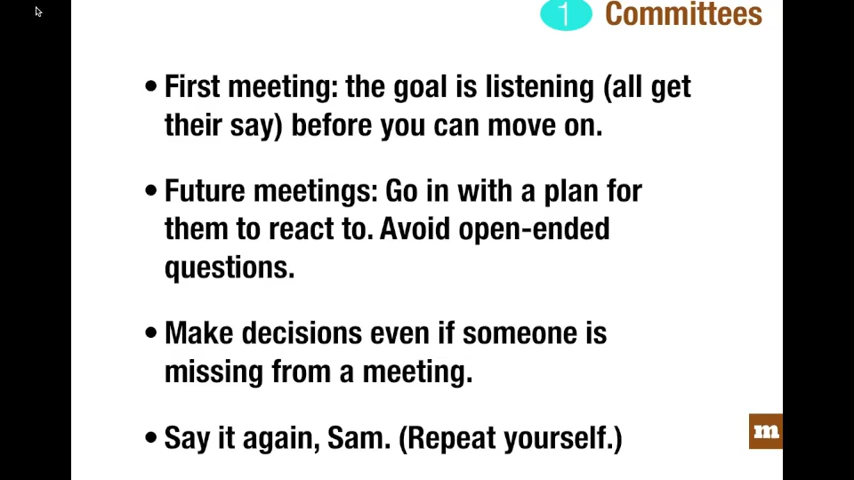 1 Committees
• First meeting: the goal is listening (all get
their say) before you can move on.
• Future meetings: Go in with a plan for
them to react to. Avoid open-ended
questions.
• Make decisions even if someone is
missing from a meeting.
m
• Say it again, Sam. (Repeat yourself.)